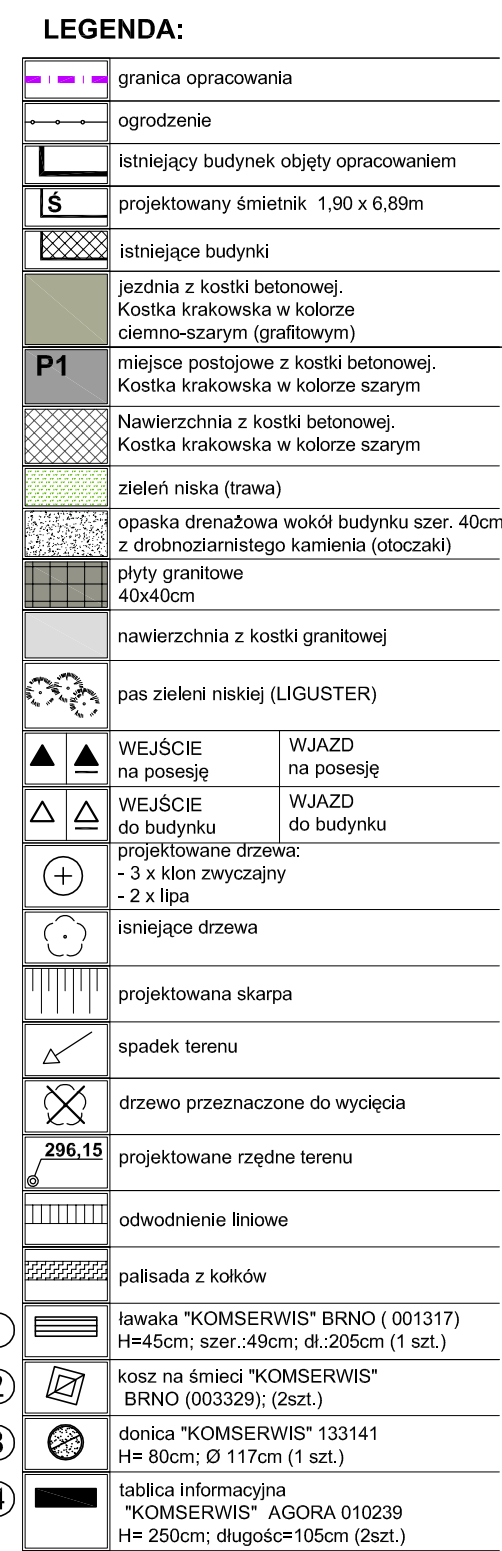 LEGENDA:
granica opracowania
ogrodzenie
istniejący budynek objęty opracowaniem
Ś
projektowany śmietnik 1,90 x 6,89m
istniejące budynki
jezdnia z kostki betonowej.
Kostka krakowska w kolorze
ciemno-szarym (grafitowym)
P1
miejsce postojowe z kostki betonowej.
Kostka krakowska w kolorze szarym
Nawierzchnia z kostki betonowej.
Kostka krakowska w kolorze szarym
zieleń niska (trawa)
opaska drenażowa wokół budynku szer. 40cm
z drobnoziarnistego kamienia (otoczaki)
płyty granitowe
40x40cm
nawierzchnia z kostki granitowej
pas zieleni niskiej (LIGUSTER)
WEJŚCIE
na posesję
WJAZD
na posesję
WEJŚCIE
do budynku
WJAZD
do budynku
projektowane drzewa:
- 3 x klon zwyczajny
- 2 x lipa
isniejące drzewa
projektowana skarpa
spadek terenu
drzewo przeznaczone do wycięcia
296,15
projektowane rzędne terenu
odwodnienie liniowe
palisada z kołków
ławaka "KOMSERWIS" BRNO ( 001317)
H=45cm; szer.:49cm; dł.:205cm (1 szt.)
2
kosz na śmieci "KOMSERWIS"
BRNO (003329); (2szt.)
3
donica "KOMSERWIS" 133141
H= 80cm; Ø 117cm (1 szt.)
4
tablica informacyjna
"KOMSERWIS" AGORA 010239
H= 250cm; długośc=105cm (2szt.)